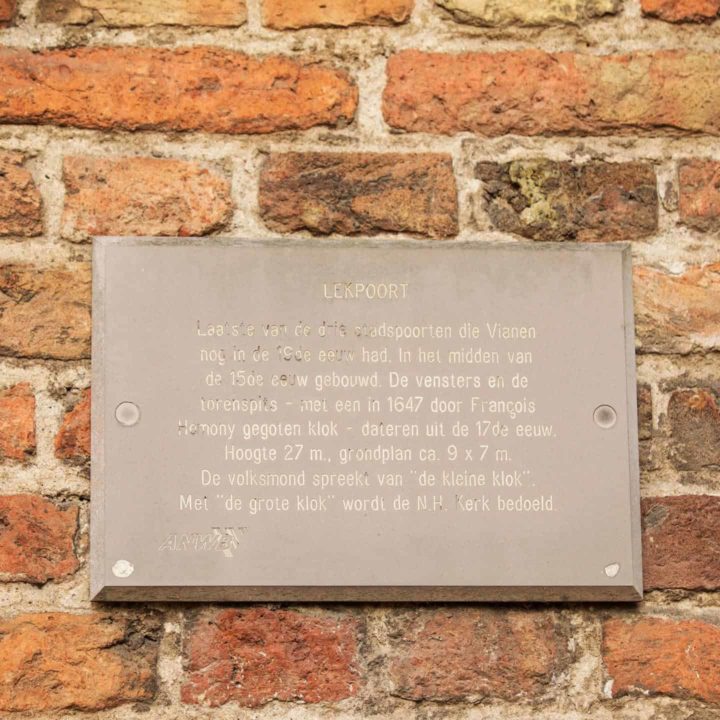 LEKPOORT
Laatste van de drie stadspoorten die Vianen
nog in de 19de eeuw had. In het midden van
de 15de eeuw gebouwd. De vensters en de
torenspits - met een in 1647 door François
Hemony gegoten klok - dateren uit de 17de eeuw.
Hoogte 27 m., grondplan ca. 9 x 7 m.
De volksmond spreekt van "de kleine klok".
Met "de grote klok" wordt de N.H. Kerk bedoeld.
ANWB